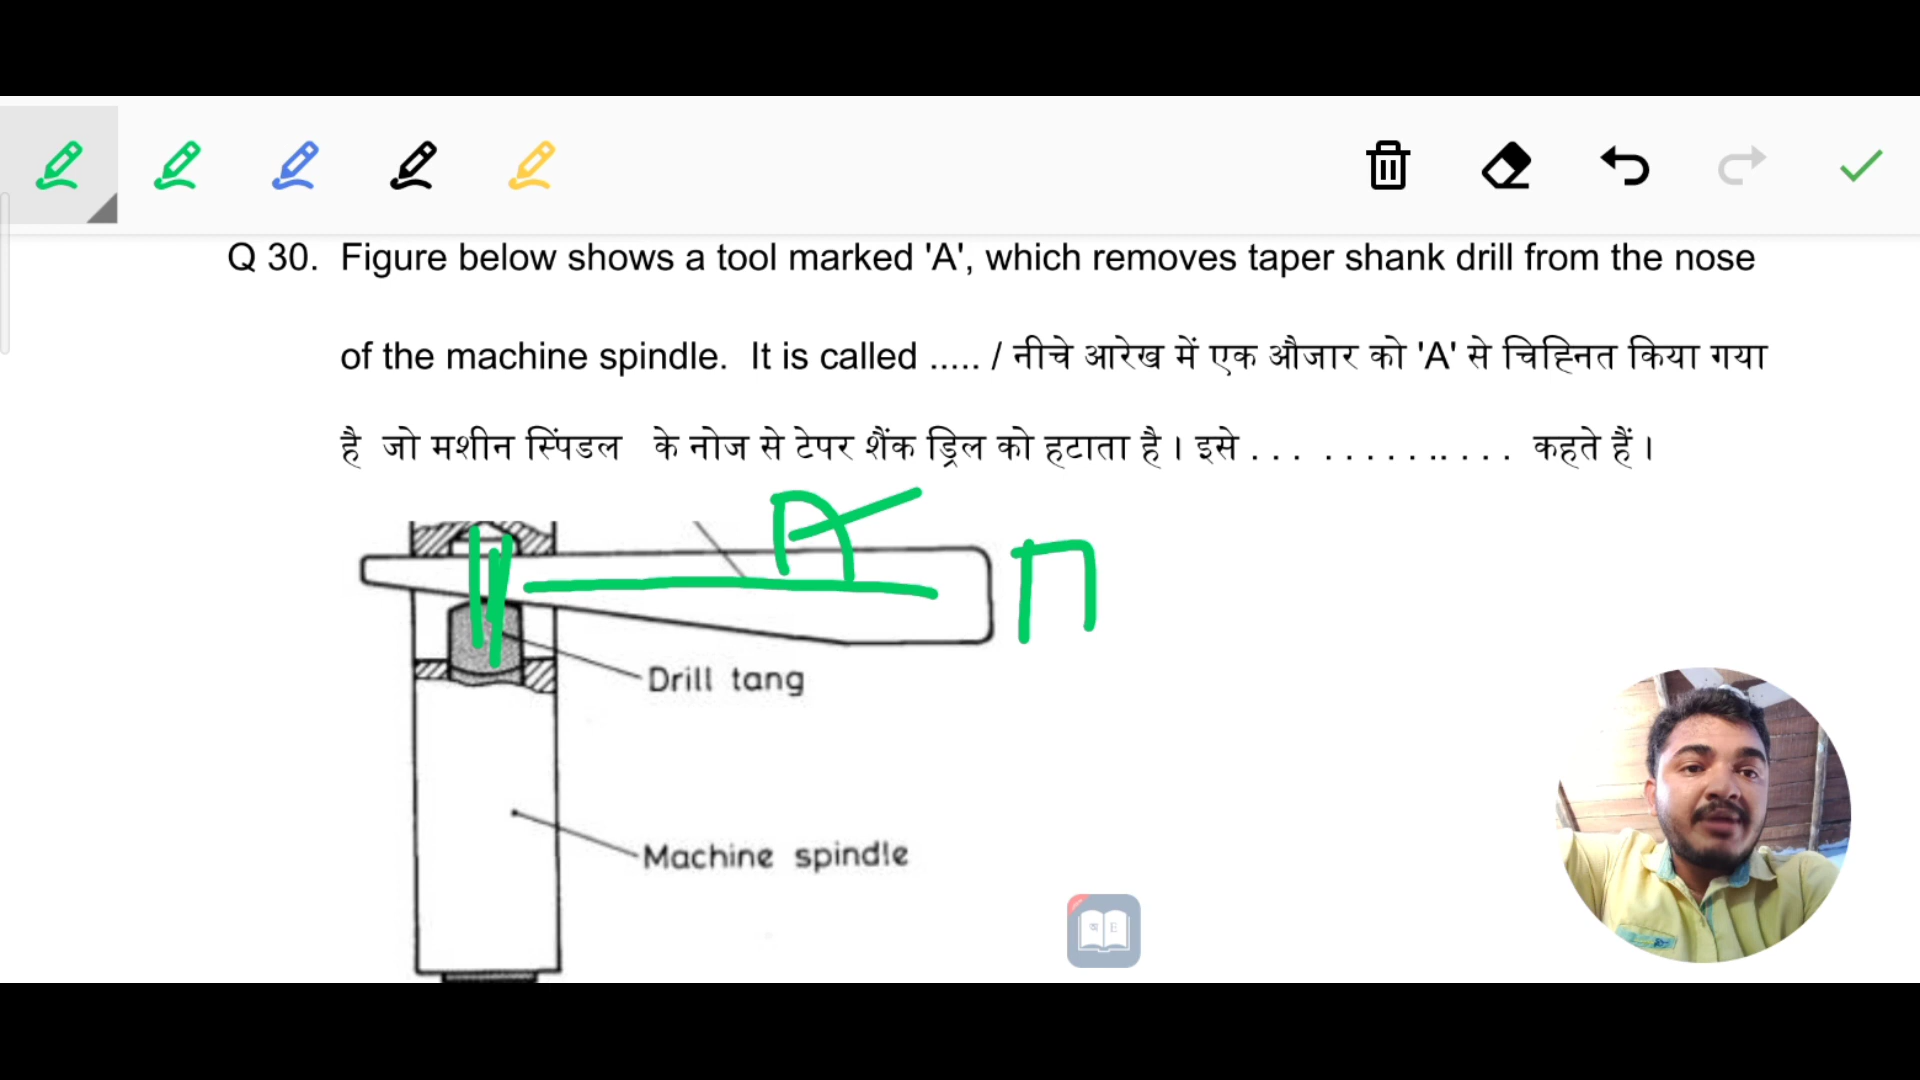 Q 30. Figure below shows a tool marked 'A', which removes taper shank drill from the nose
of the machine spindle. It is called ..... / नीचे आरेख में एक औजार को 'A' से चिह्नित किया गया
है जो मशीन स्पिंडल के नोज से टेपर शैंक ड्रिल को हटाता है। इसे . . . . . . . . . .. . . . कहते हैं।
A
Drill tang
Machine spindle